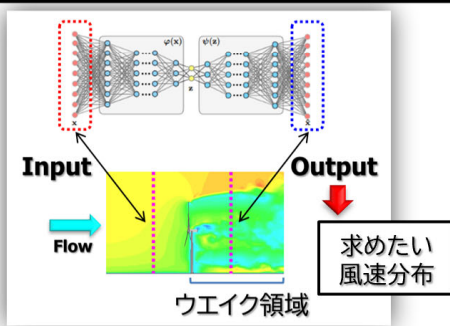 φ(x)
ψ(z)
z
x
x
Input
Output
Flow
求めたい
風速分布
ウエイク領域